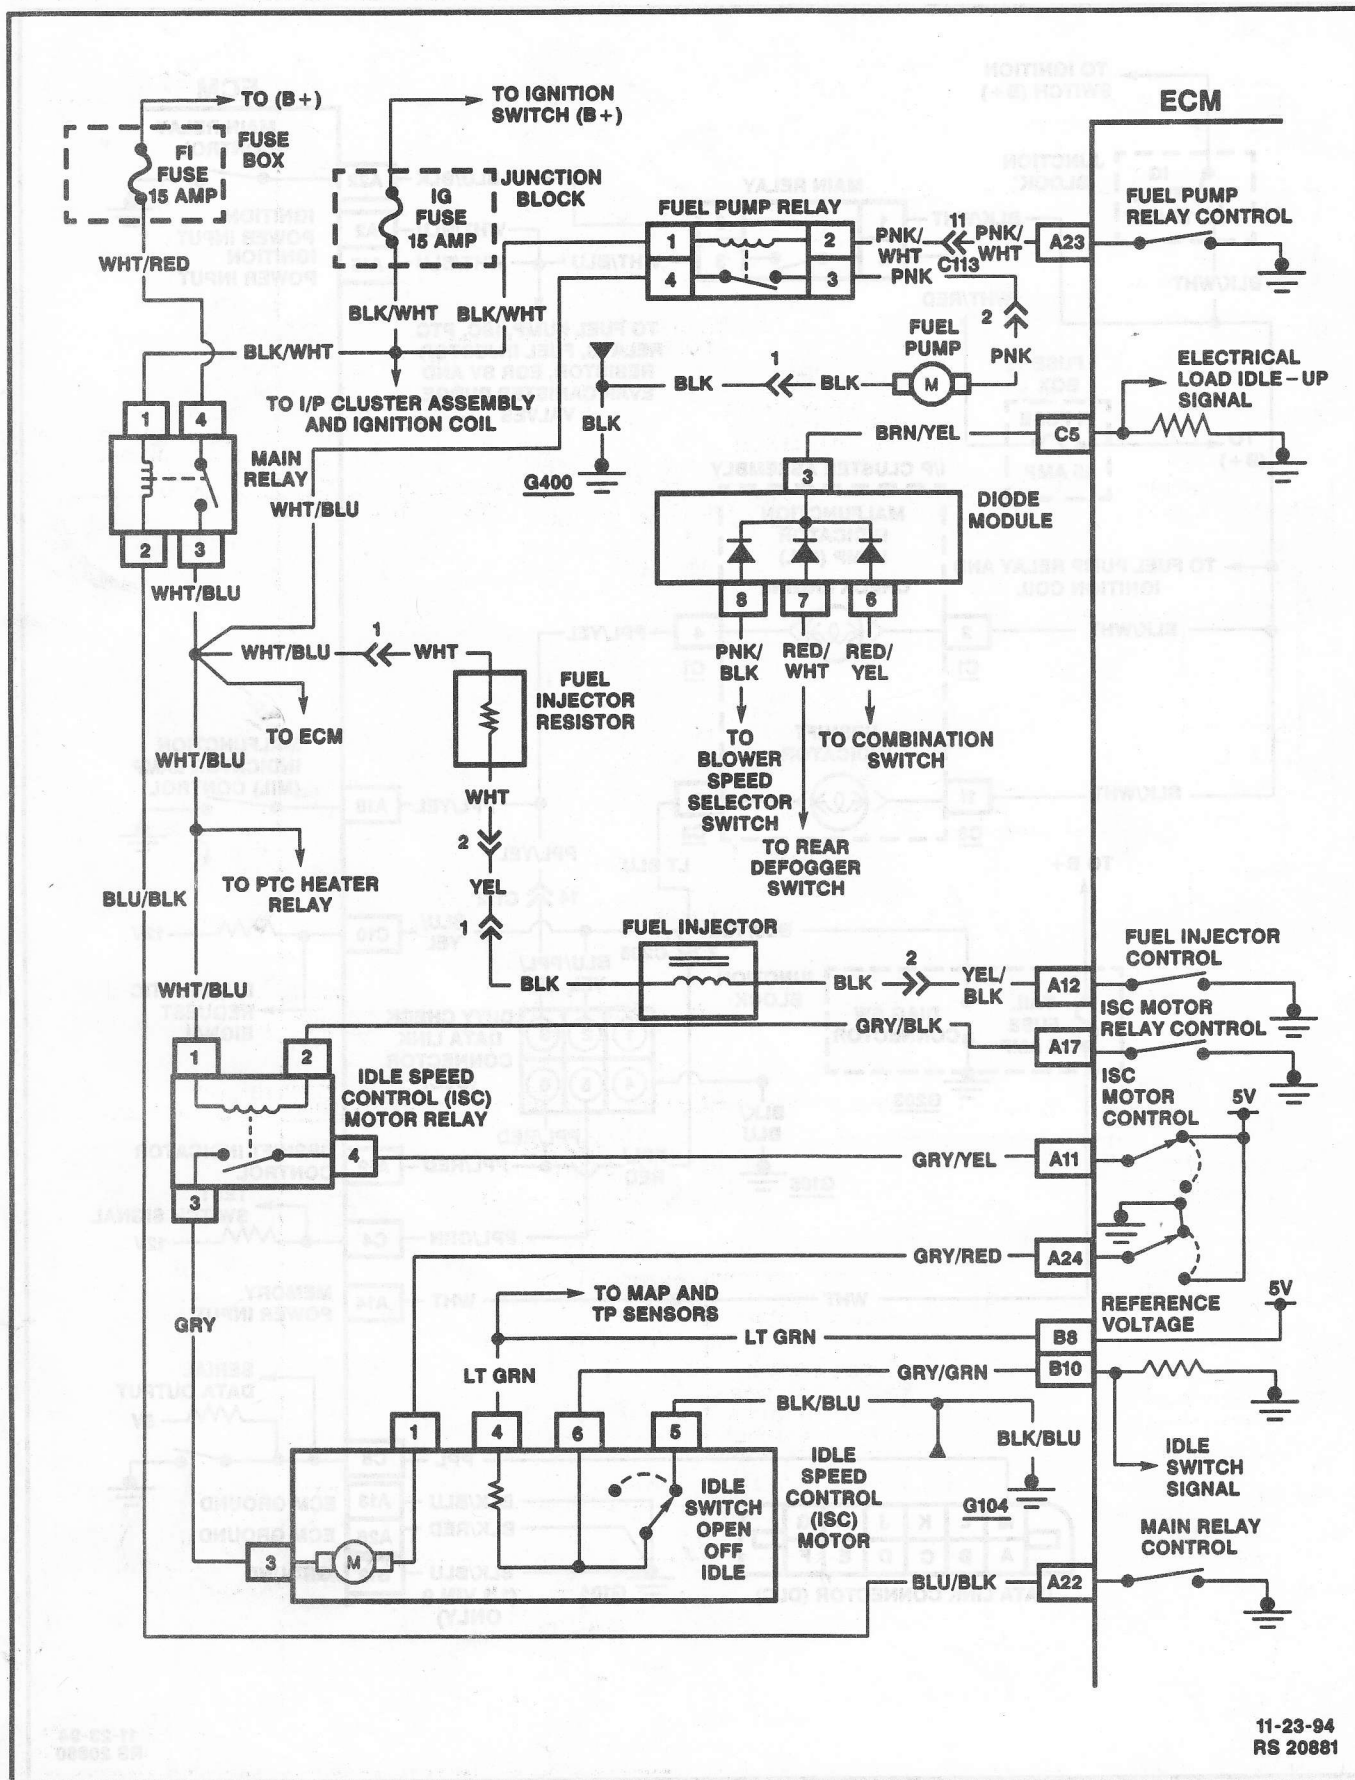 TO (B+)
TO IGNITION
SWITCH (B+)
ECM
FI
FUSE
15 AMP
FUSE
BOX
IG
FUSE
15 AMP
JUNCTION
BLOCK
FUEL PUMP RELAY
1
2
4
3
PNK/
WHT
11
C113
PNK/
WHT
A23
FUEL PUMP
RELAY CONTROL
PNK
WHT/RED
BLK/WHT
BLK/WHT
BLK/WHT
2
PNK
FUEL
PUMP
M
BLK
1
BLK
BLK
G400
ELECTRICAL
LOAD IDLE-UP
SIGNAL
TO I/P CLUSTER ASSEMBLY
AND IGNITION COIL
BRN/YEL
C5
1
4
MAIN
RELAY
2
3
WHT/BLU
WHT/BLU
3
DIODE
MODULE
8
7
6
PNK/
BLK
RED/
WHT
RED/
YEL
TO
BLOWER
SPEED
SELECTOR
SWITCH
TO REAR
DEFOGGER
SWITCH
TO COMBINATION
SWITCH
WHT/BLU
1
WHT
FUEL
INJECTOR
RESISTOR
TO ECM
WHT/BLU
WHT
2
YEL
1
TO PTC HEATER
RELAY
BLU/BLK
FUEL INJECTOR
BLK
BLK
2
YEL/
BLK
A12
FUEL INJECTOR
CONTROL
WHT/BLU
GRY/BLK
A17
ISC MOTOR
RELAY CONTROL
1
2
IDLE SPEED
CONTROL (ISC)
MOTOR RELAY
4
3
ISC
MOTOR
CONTROL
5V
GRY/YEL
A11
GRY/RED
A24
TO MAP AND
TP SENSORS
REFERENCE
VOLTAGE
5V
GRY
LT GRN
B8
LT GRN
GRY/GRN
B10
BLK/BLU
BLK/BLU
G104
1
4
6
5
IDLE
SWITCH
OPEN
OFF
IDLE
IDLE
SPEED
CONTROL
(ISC)
MOTOR
3
M
IDLE
SWITCH
SIGNAL
MAIN RELAY
CONTROL
BLU/BLK
A22
11-23-94
RS 20881